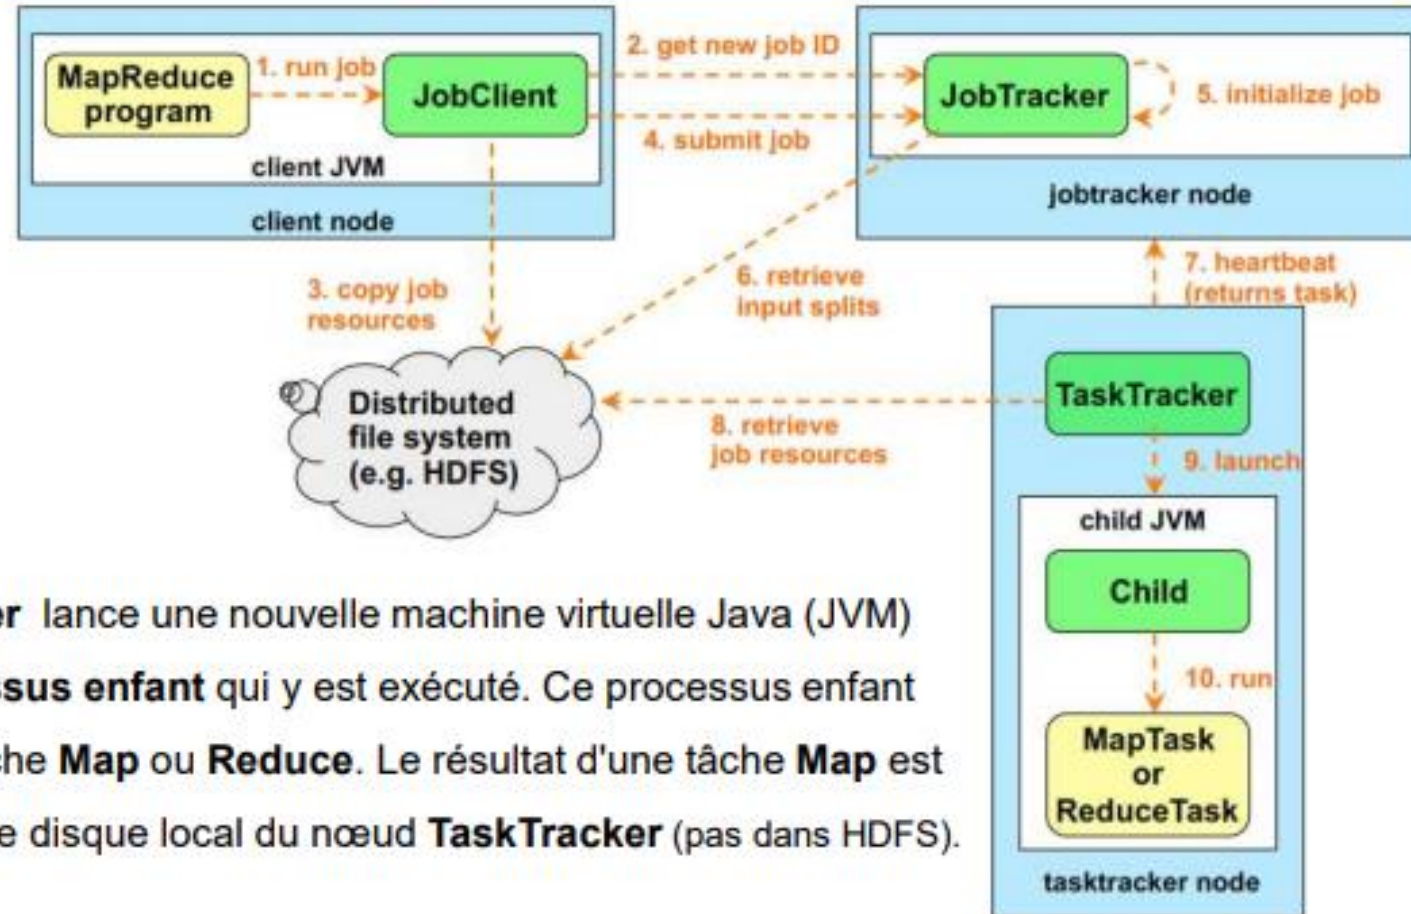 MapReduce
program
1. run job
JobClient
client JVM
client node
2. get new job ID
4. submit job
JobTracker
5. initialize job
jobtracker node
3. copy job
resources
6. retrieve
input splits
7. heartbeat
(returns task)
Distributed
file system
(e.g. HDFS)
8. retrieve
job resources
TaskTracker
9. launch
child JVM
Child
10. run
MapTask
or
ReduceTask
tasktracker node
er lance une nouvelle machine virtuelle Java (JVM)
ssus enfant qui y est exécuté. Ce processus enfant
che Map ou Reduce. Le résultat d'une tâche Map est
e disque local du nœud TaskTracker (pas dans HDFS).